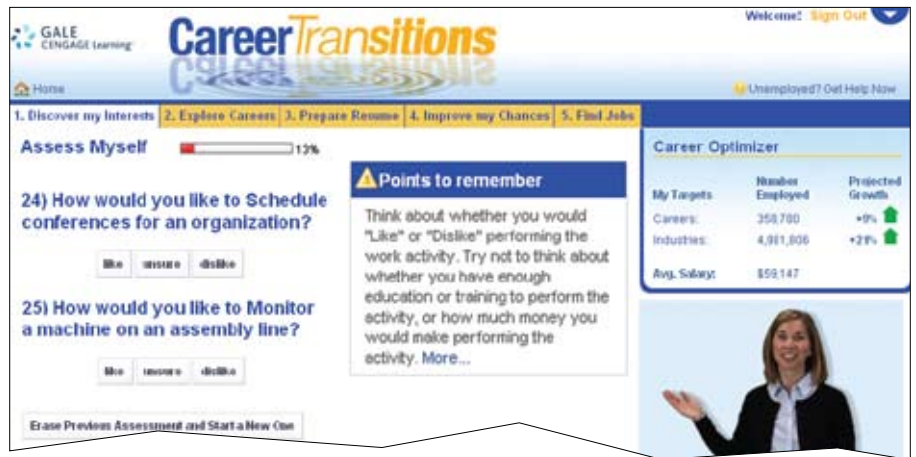 Welcome! Sign Out
GALE
CENGAGE Learning
CareerTransitions
Home
Unemployed? Get Help Now
1. Discover my Interests 2. Explore Careers 3. Prepare Resume 4. Improve my Chances 5. Find Jobs
Assess Myself 13%
24) How would you like to Schedule
conferences for an organization?
like unsure dislike
25) How would you like to Monitor
a machine on an assembly line?
like unsure dislike
Erase Previous Assessment and Start a New One
Points to remember
Think about whether you would
"Like" or "Dislike" performing the
work activity. Try not to think about
whether you have enough
education or training to perform the
activity, or how much money you
would make performing the
activity. More...
Career Optimizer
My Targets Number Employed Projected Growth
Careers: 358,780 +9%
Industries: +21%
Avg. Salary: $59,147